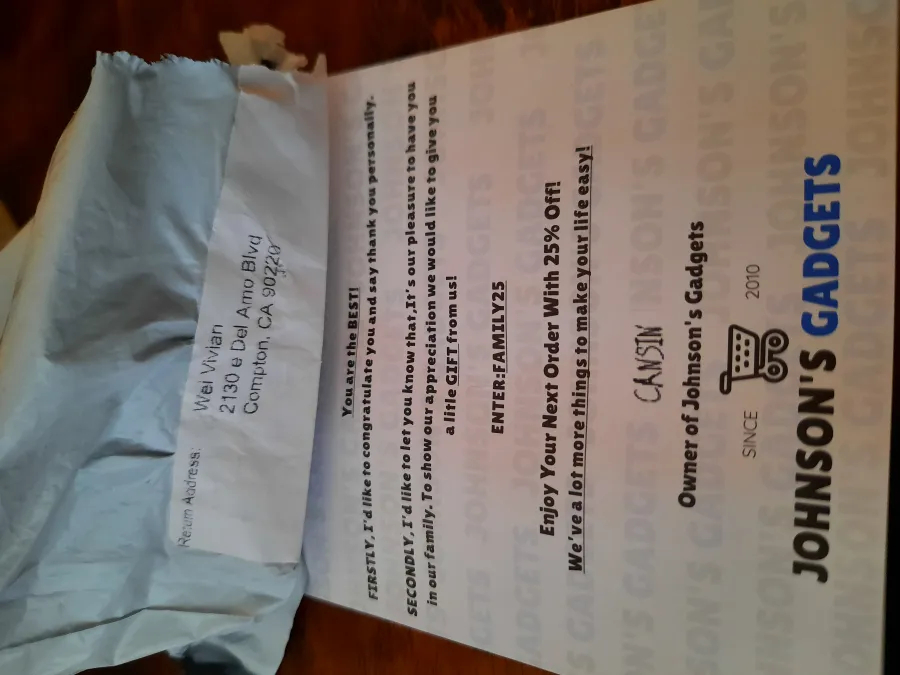 Return Address:
Wei Vivian
2130 e Del Amo Blvd
Compton, CA 90220
You are the BEST!
FIRSTLY, I'd like to congratulate you and say thank you personally.
SECONDLY, I'd like to let you know that,It's our pleasure to have you
in our family. To show our appreciation we would like to give you
a litle GIFT from us!
ENTER:FAMILY25
Enjoy Your Next Order With 25% Off!
We've a lot more things to make your life easy!
CANSIN
Owner of Johnson's Gadgets
SINCE 2010
JOHNSON'S GADGETS